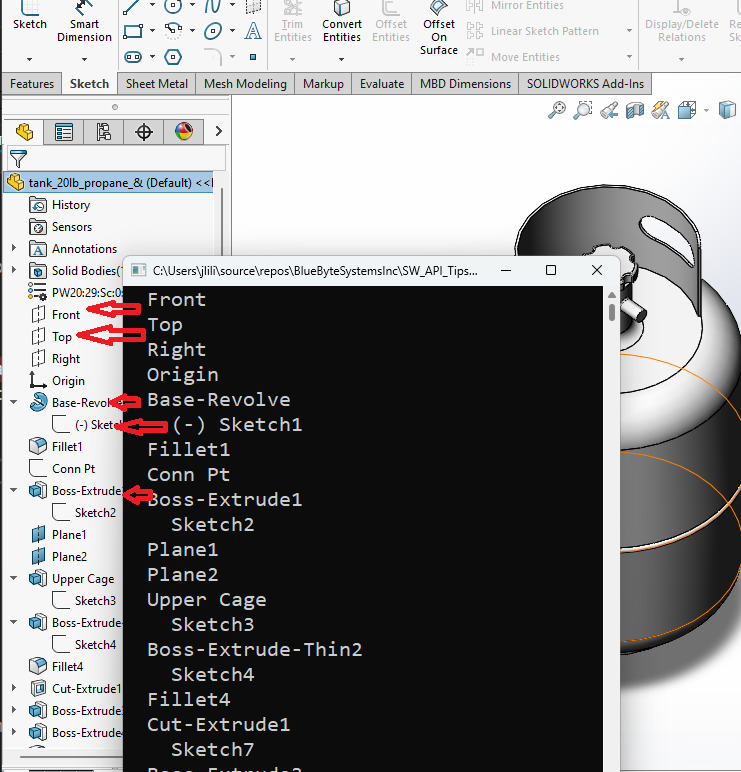 Sketch
Smart
Dimension
Trim
Entities
Convert
Entities
Offset
Entities
Offset
On
Surface
Mirror Entities
Linear Sketch Pattern
Move Entities
Display/Delete
Relations
Features
Sketch
Sheet Metal
Mesh Modeling
Markup
Evaluate
MBD Dimensions
SOLIDWORKS Add-Ins
tank_20lb_propane_& (Default) <<
History
Sensors
Annotations
Solid Bodies(
PW20:29:Sc:0
Front
Top
Right
Origin
Base-Revolve
(-) Sketc
Fillet1
Conn Pt
Boss-Extrude
Sketch2
Plane1
Plane2
Upper Cage
Sketch3
Boss-Extrude-
Sketch4
Fillet4
Cut-Extrude1
Boss-Extrude
Boss-Extrude
C:\Users\jlili\source\repos\BlueByteSystemsInc\SW_API_Tips...
Front
Top
Right
Origin
Base-Revolve
(-) Sketch1
Fillet1
Conn Pt
Boss-Extrude1
Sketch2
Plane1
Plane2
Upper Cage
Sketch3
Boss-Extrude-Thin2
Sketch4
Fillet4
Cut-Extrude1
Sketch7